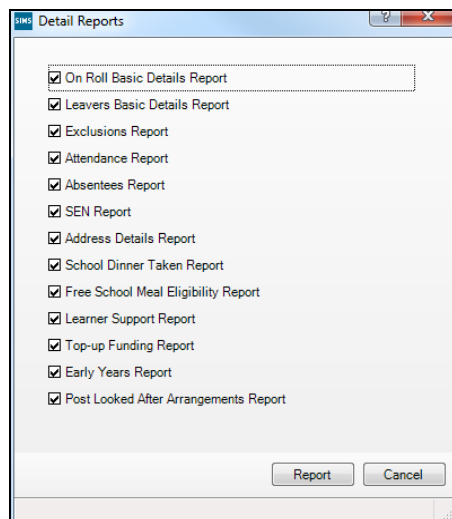 SIMS Detail Reports ? X
On Roll Basic Details Report
Leavers Basic Details Report
Exclusions Report
Attendance Report
Absentees Report
SEN Report
Address Details Report
School Dinner Taken Report
Free School Meal Eligibility Report
Learner Support Report
Top-up Funding Report
Early Years Report
Post Looked After Arrangements Report
Report Cancel